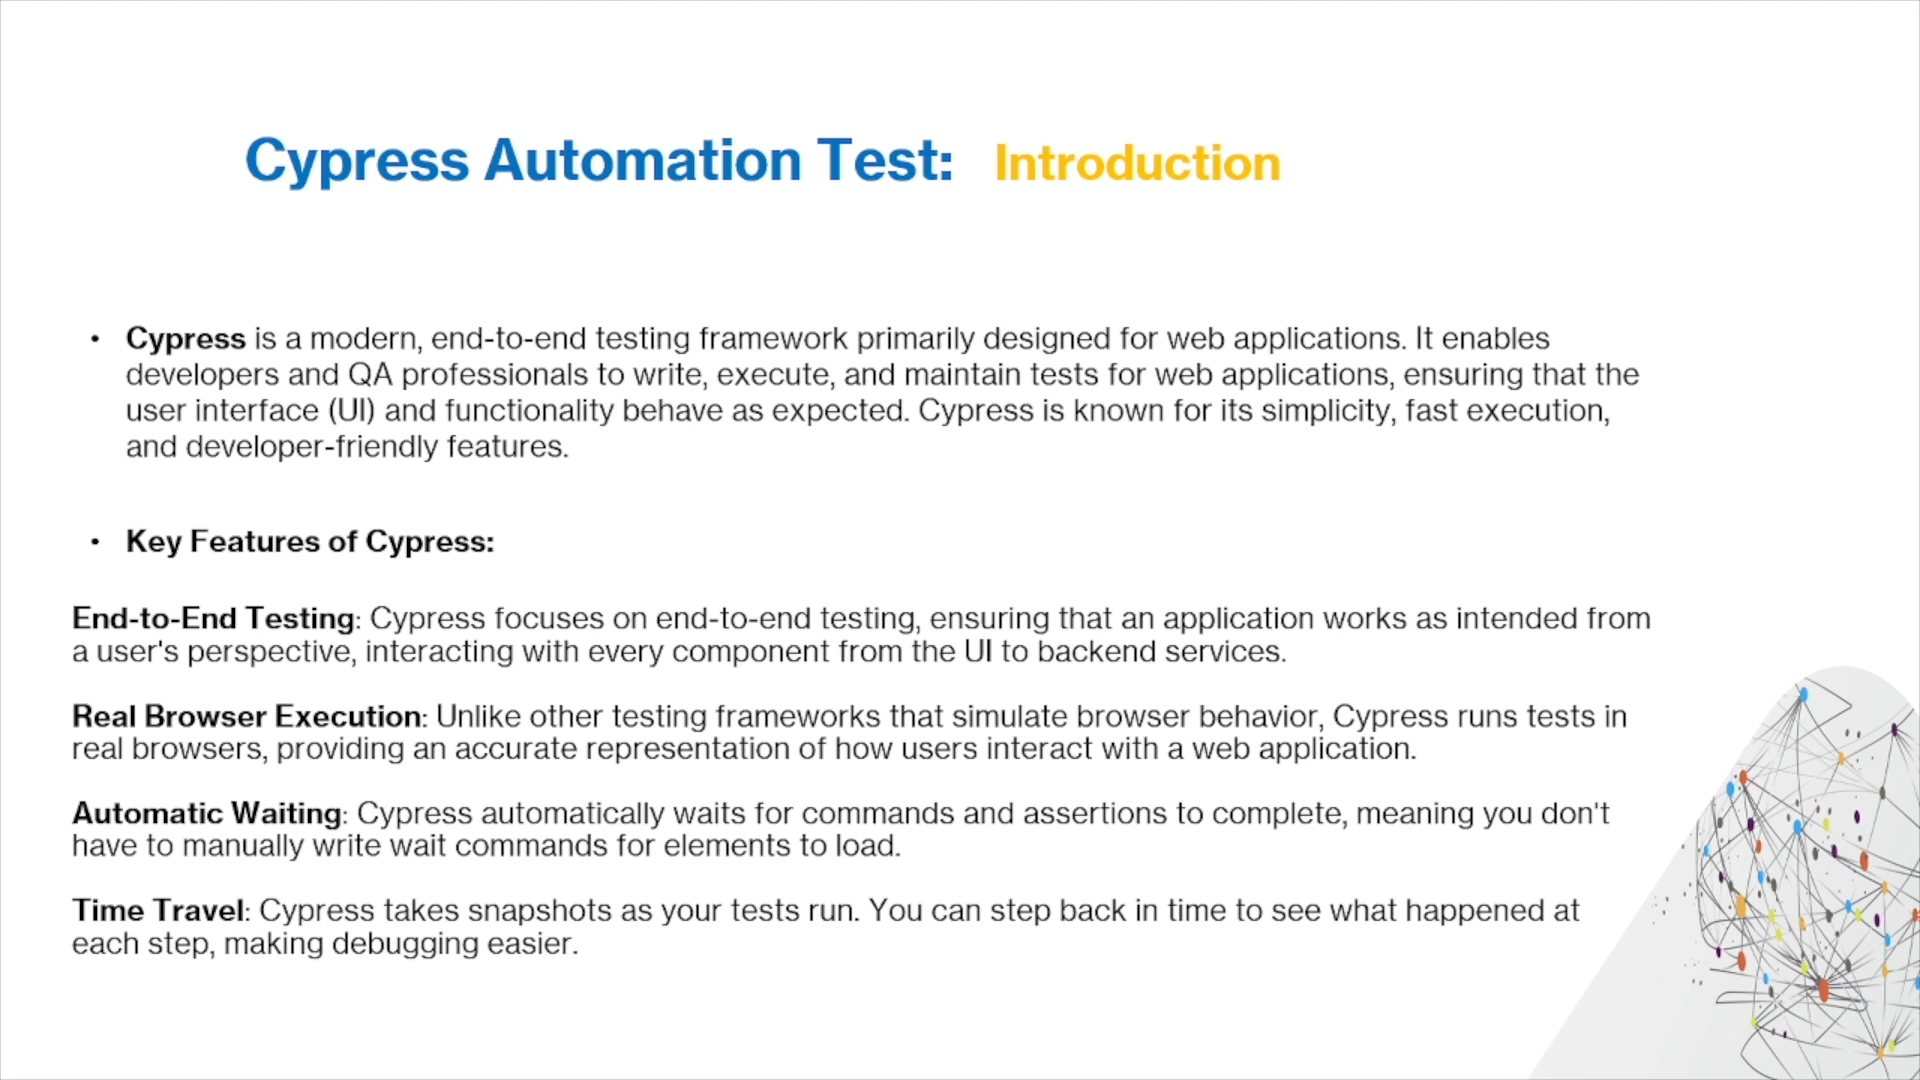 Cypress Automation Test: Introduction
• Cypress is a modern, end-to-end testing framework primarily designed for web applications. It enables
developers and QA professionals to write, execute, and maintain tests for web applications, ensuring that the
user interface (UI) and functionality behave as expected. Cypress is known for its simplicity, fast execution,
and developer-friendly features.
• Key Features of Cypress:
End-to-End Testing: Cypress focuses on end-to-end testing, ensuring that an application works as intended from
a user's perspective, interacting with every component from the UI to backend services.
Real Browser Execution: Unlike other testing frameworks that simulate browser behavior, Cypress runs tests in
real browsers, providing an accurate representation of how users interact with a web application.
Automatic Waiting: Cypress automatically waits for commands and assertions to complete, meaning you don't
have to manually write wait commands for elements to load.
Time Travel: Cypress takes snapshots as your tests run. You can step back in time to see what happened at
each step, making debugging easier.